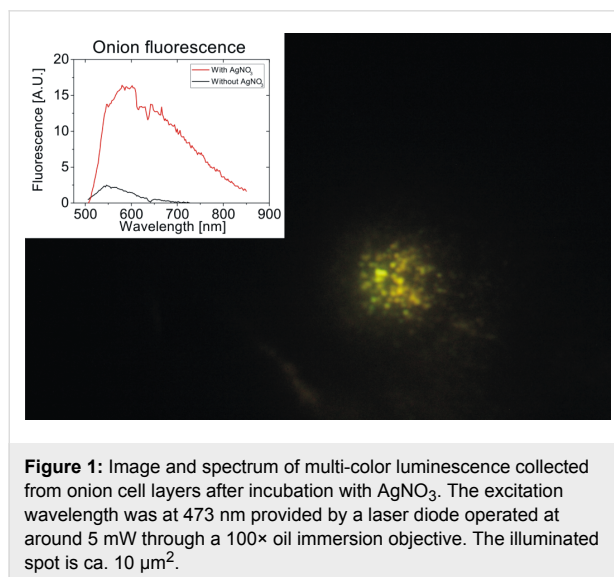 Onion fluorescence
Fluorescence [A.U.]
20
15
10
5
0
With AgNO₃
Without AgNO₃
500 600 700 800 900
Wavelength [nm]
Figure 1: Image and spectrum of multi-color luminescence collected
from onion cell layers after incubation with AgNO₃. The excitation
wavelength was at 473 nm provided by a laser diode operated at
around 5 mW through a 100× oil immersion objective. The illuminated
spot is ca. 10 µm².